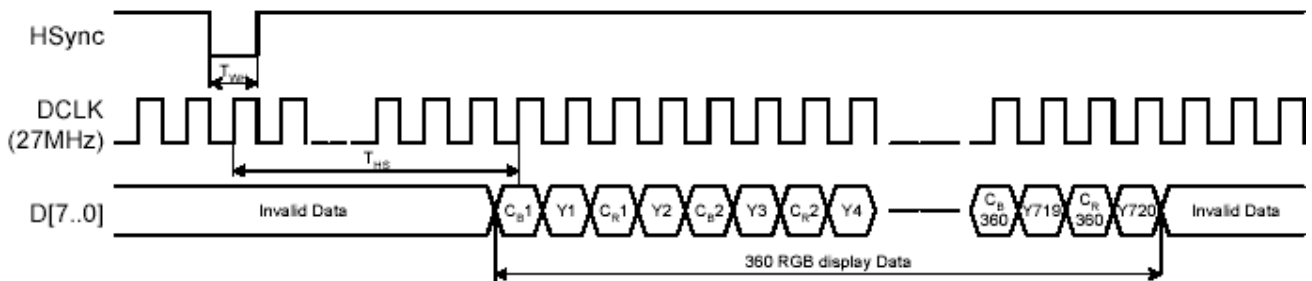 HSync
TWH
DCLK
(27MHz)
THS
D[7..0]
Invalid Data
CB1 Y1 CR1 Y2 CB2 Y3 CR2 Y4
CB 360 Y719 CR 360 Y720
Invalid Data
360 RGB display Data